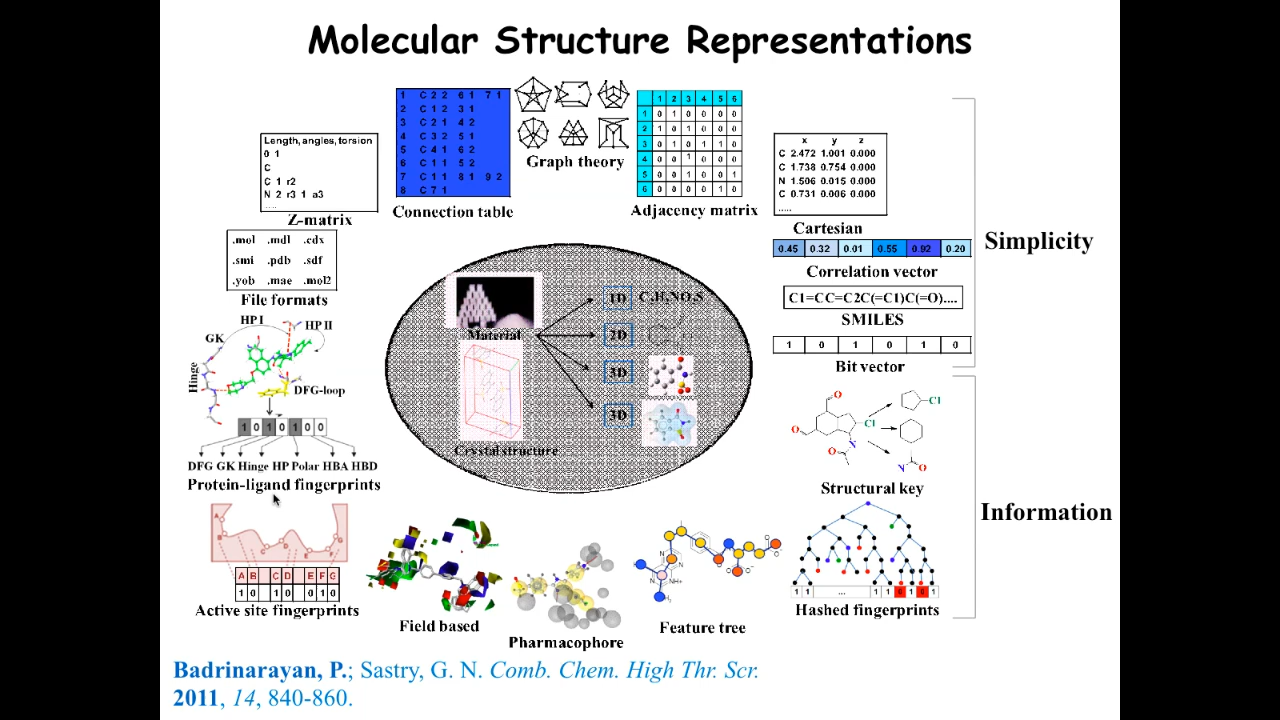 Molecular Structure Representations
Length, angles, torsion
0 1
C
C 1 r2
N 2 r3 1 a3
.....
Z-matrix
1 C 2 2 6 1 7 1
2 C 1 2 3 1
3 C 2 1 4 2
4 C 3 2 5 1
5 C 4 1 6 2
6 C 1 1 5 2
7 C 1 1 8 1 9 2
8 C 7 1
Connection table
Graph theory
1 2 3 4 5 6
1 0 1 0 0 0 0
2 1 0 1 0 0 0
3 0 1 0 1 1 0
4 0 0 1 0 0 0
5 0 0 1 0 0 1
6 0 0 0 0 1 0
Adjacency matrix
x y z
C 2.472 1.001 0.000
C 1.738 0.754 0.000
N 1.506 0.015 0.000
C 0.731 0.006 0.000
.....
Cartesian
0.45 0.32 0.01 0.55 0.92 0.20
Correlation vector
C1=CC=C2C(=C1)C(=O)....
SMILES
1 0 1 0 1 0
Bit vector
Simplicity
.mol .mdl .cdx
.smi .pdb .sdf
.yob .mae .mol2
File formats
Material
1D
2D
3D
3D
Crystal structure
HP I
HP II
GK
Hinge
DFG-loop
1 0 1 0 1 0 0
DFG GK Hinge HP Polar HBA HBD
Protein-ligand fingerprints
O
O
Cl
N
O
Cl
N
O
Structural key
Information
A
B
C
D
E
F
G
A B C D E F G
1 0 1 0 0 1 0
Active site fingerprints
Field based
Pharmacophore
Feature tree
1 1 ... 1 1 0 1 0 1
Hashed fingerprints
Badrinarayan, P.; Sastry, G. N. Comb. Chem. High Thr. Scr.
2011, 14, 840-860.